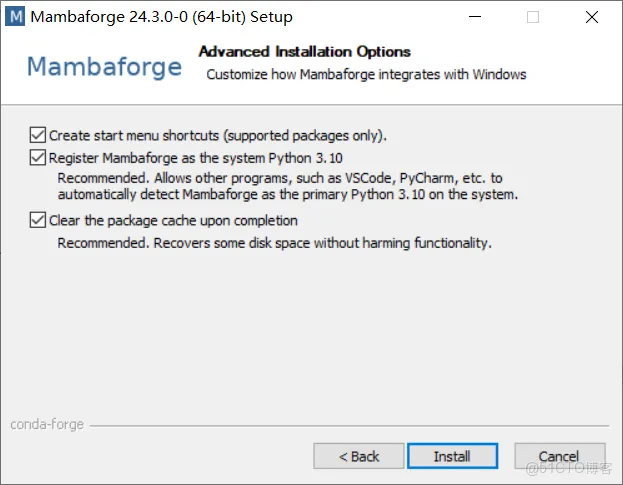 M Mambaforge 24.3.0-0 (64-bit) Setup
Mambaforge
Advanced Installation Options
Customize how Mambaforge integrates with Windows
Create start menu shortcuts (supported packages only).
Register Mambaforge as the system Python 3.10
Recommended. Allows other programs, such as VSCode, PyCharm, etc. to
automatically detect Mambaforge as the primary Python 3.10 on the system.
Clear the package cache upon completion
Recommended. Recovers some disk space without harming functionality.
conda-forge
< Back Install Cancel
@51CTO博客